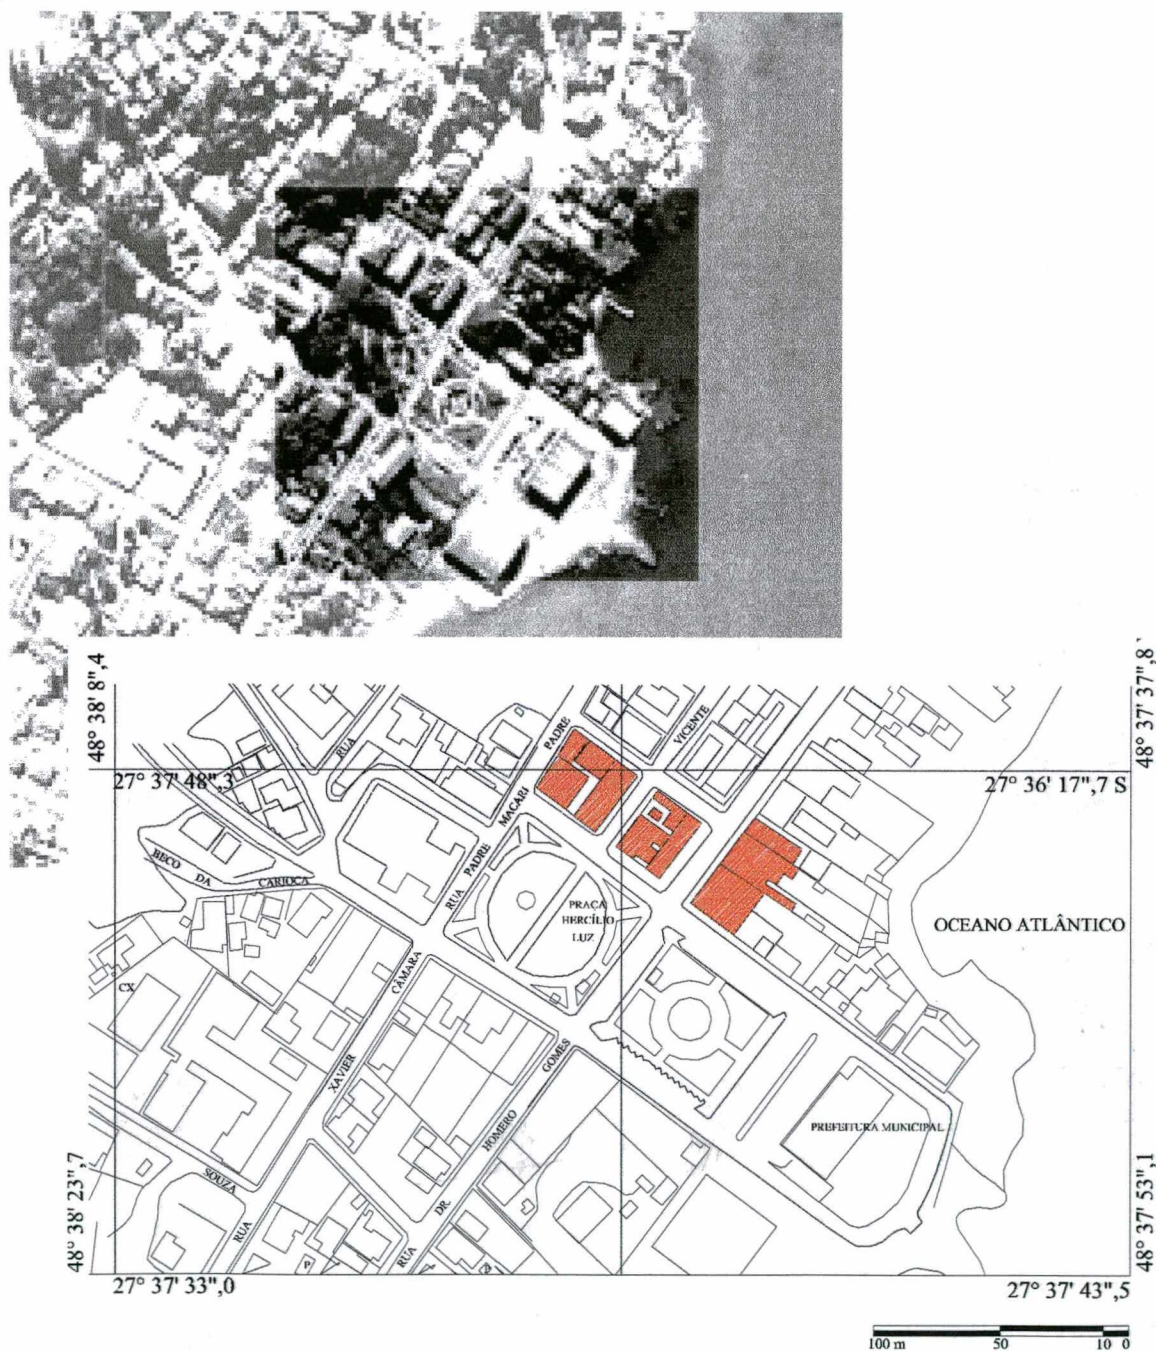 48° 38' 8",4
48° 37' 37",8
27° 37' 48",3
27° 36' 17",7 S
RUA
PADRE
VICENTE
MACARI
RUA PADRE
BECO DA CARIOCA
PRAÇA
HERCÍLIO
LUZ
OCEANO ATLÂNTICO
CX
XAVIER CÂMARA
GOMES
HOMERO
DR.
RUA
PREFEITURA MUNICIPAL
SOUZA
RUA
48° 38' 23",7
48° 37' 53",1
27° 37' 33",0
27° 37' 43",5
100 m 50 10 0